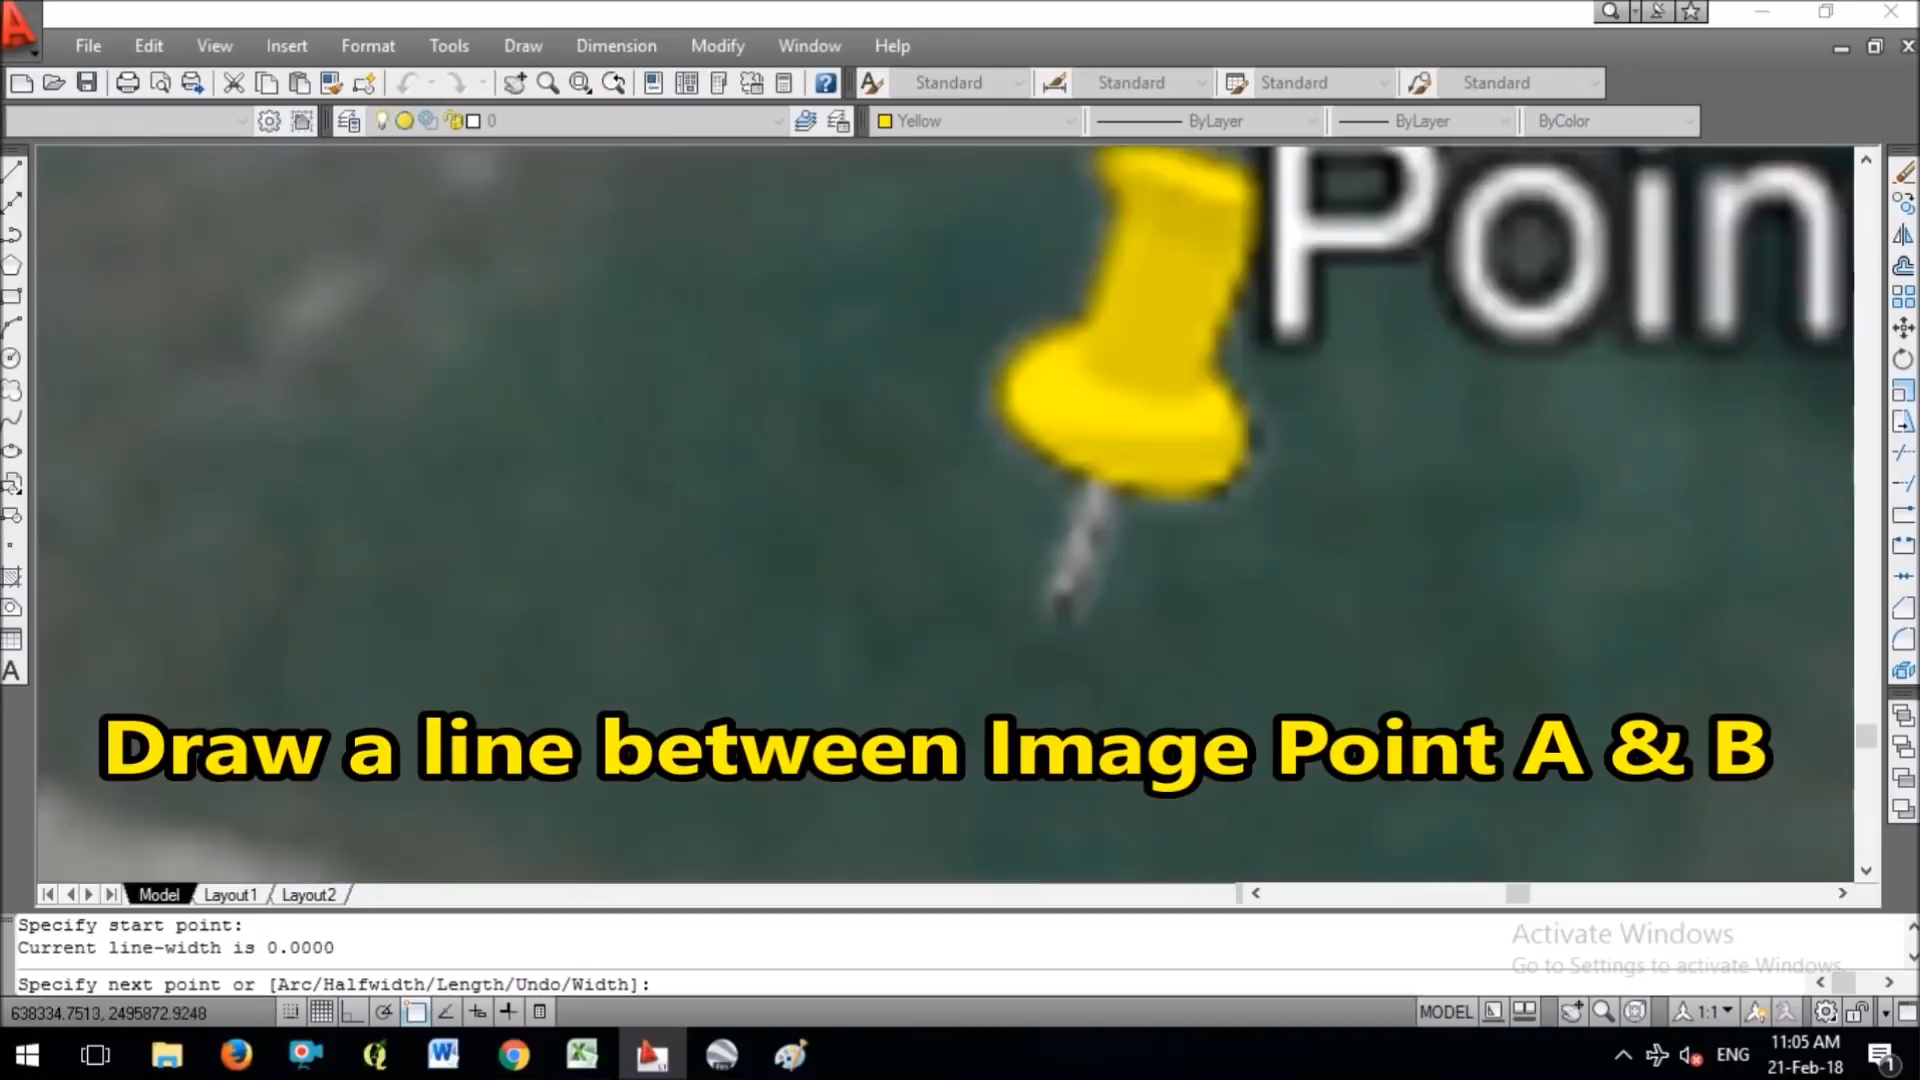 File Edit View Insert Format Tools Draw Dimension Modify Window Help
Standard Standard Standard Standard
0 Yellow ByLayer ByLayer ByColor
Poin
Draw a line between Image Point A & B
Model Layout1 Layout2
Specify start point:
Current line-width is 0.0000
Specify next point or [Arc/Halfwidth/Length/Undo/Width]:
Activate Windows
Go to Settings to activate Windows.
638334.7513, 2495872.9248 MODEL 1:1
ENG 11:05 AM
21-Feb-18 1